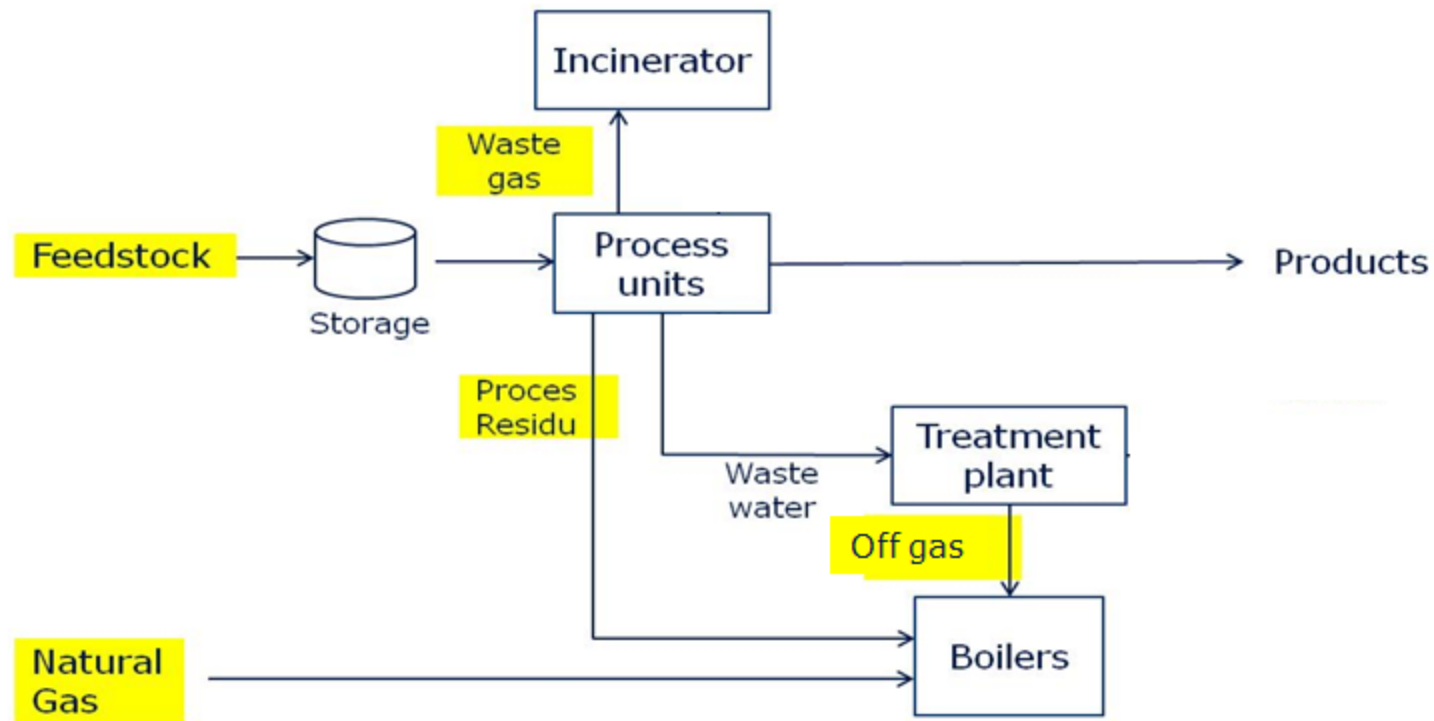 Incinerator
Waste
gas
Feedstock
Storage
Process
units
Products
Proces
Residu
Waste
water
Treatment
plant
Off gas
Natural
Gas
Boilers